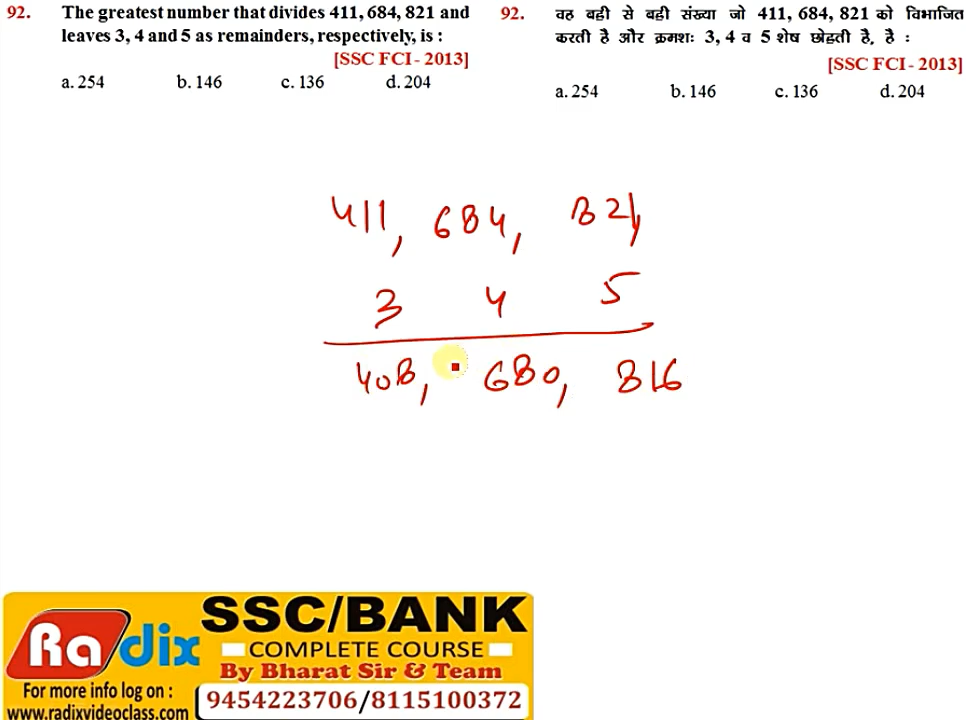 92. The greatest number that divides 411, 684, 821 and
leaves 3, 4 and 5 as remainders, respectively, is :
[SSC FCI - 2013]
a. 254 b. 146 c. 136 d. 204
92. वह बड़ी से बड़ी संख्या जो 411, 684, 821 को विभाजित
करती है और क्रमशः 3, 4 व 5 शेष छोड़ती है, है :
[SSC FCI - 2013]
a. 254 b. 146 c. 136 d. 204
411, 684, 821,
3 4 5
408, 680, 816
Radix
For more info log on :
www.radixvideoclass.com
SSC/BANK
COMPLETE COURSE
By Bharat Sir & Team
9454223706/8115100372